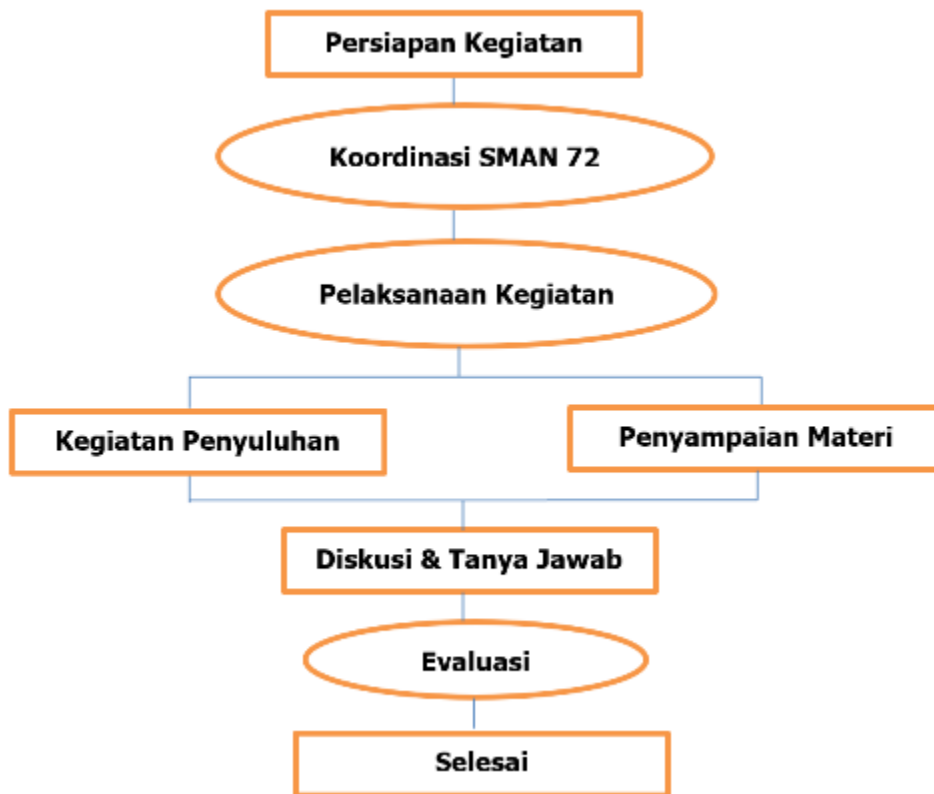 Persiapan Kegiatan
Koordinasi SMAN 72
Pelaksanaan Kegiatan
Kegiatan Penyuluhan
Penyampaian Materi
Diskusi & Tanya Jawab
Evaluasi
Selesai